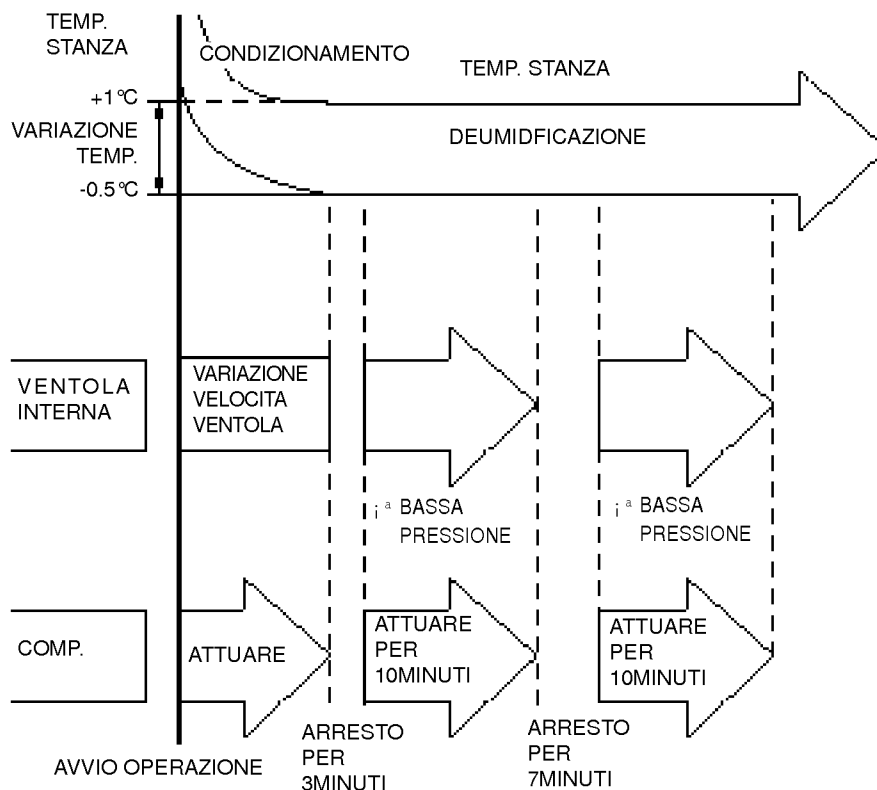 TEMP.
STANZA
CONDIZIONAMENTO
TEMP. STANZA
+1°C
VARIAZIONE
TEMP.
DEUMIDFICAZIONE
-0.5°C
VENTOLA
INTERNA
VARIAZIONE
VELOCITA
VENTOLA
¡ª BASSA
PRESSIONE
¡ª BASSA
PRESSIONE
COMP.
ATTUARE
ATTUARE
PER
10MINUTI
ATTUARE
PER
10MINUTI
AVVIO OPERAZIONE
ARRESTO
PER
3MINUTI
ARRESTO
PER
7MINUTI